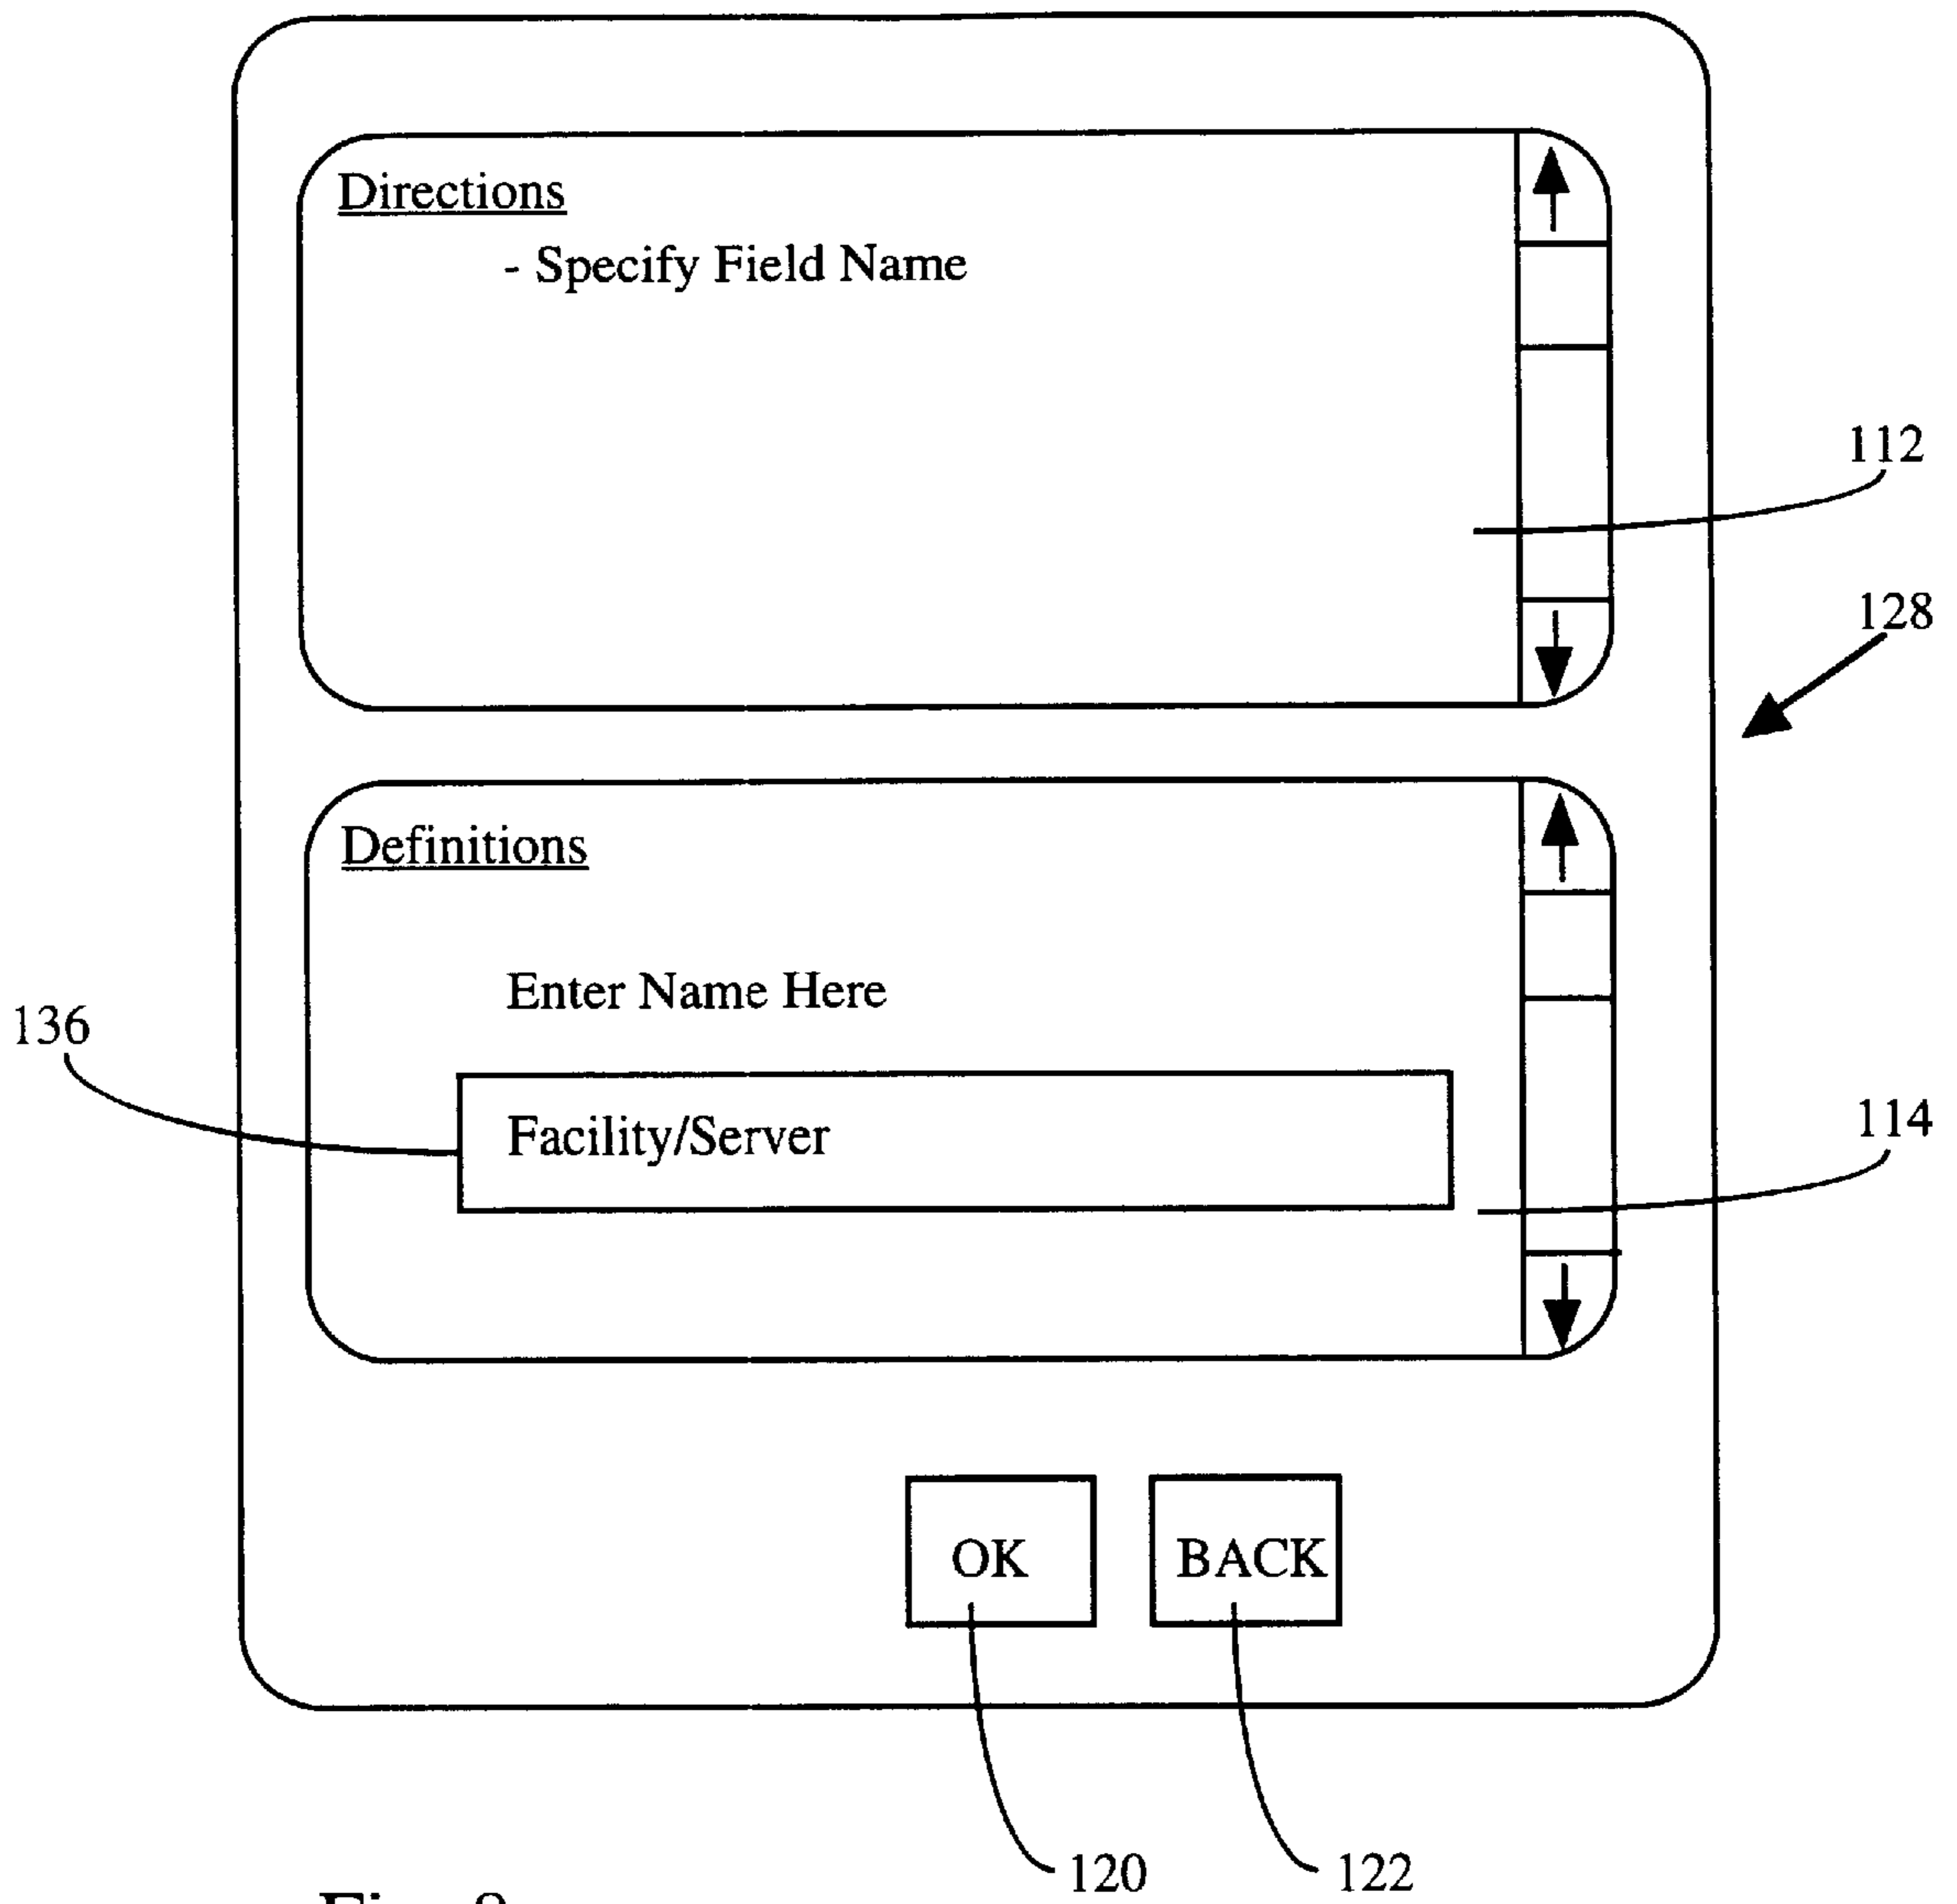 Directions
- Specify Field Name
112
128
Definitions
Enter Name Here
136
Facility/Server
114
OK
BACK
120
122